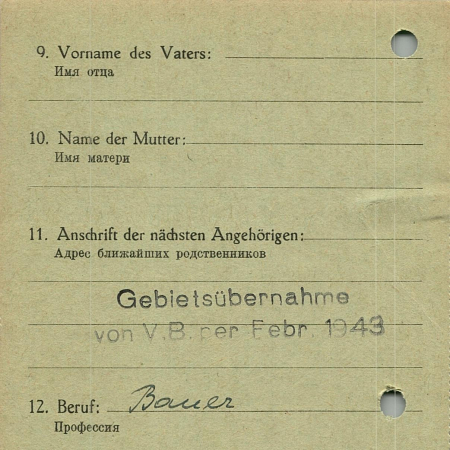 9. Vorname des Vaters:
Имя отца
10. Name der Mutter:
Имя матери
11. Anschrift der nächsten Angehörigen:
Адрес ближайших родственников
Gebietsübernahme
von V.B. per Febr. 1943
12. Beruf: Bauer
Профессия